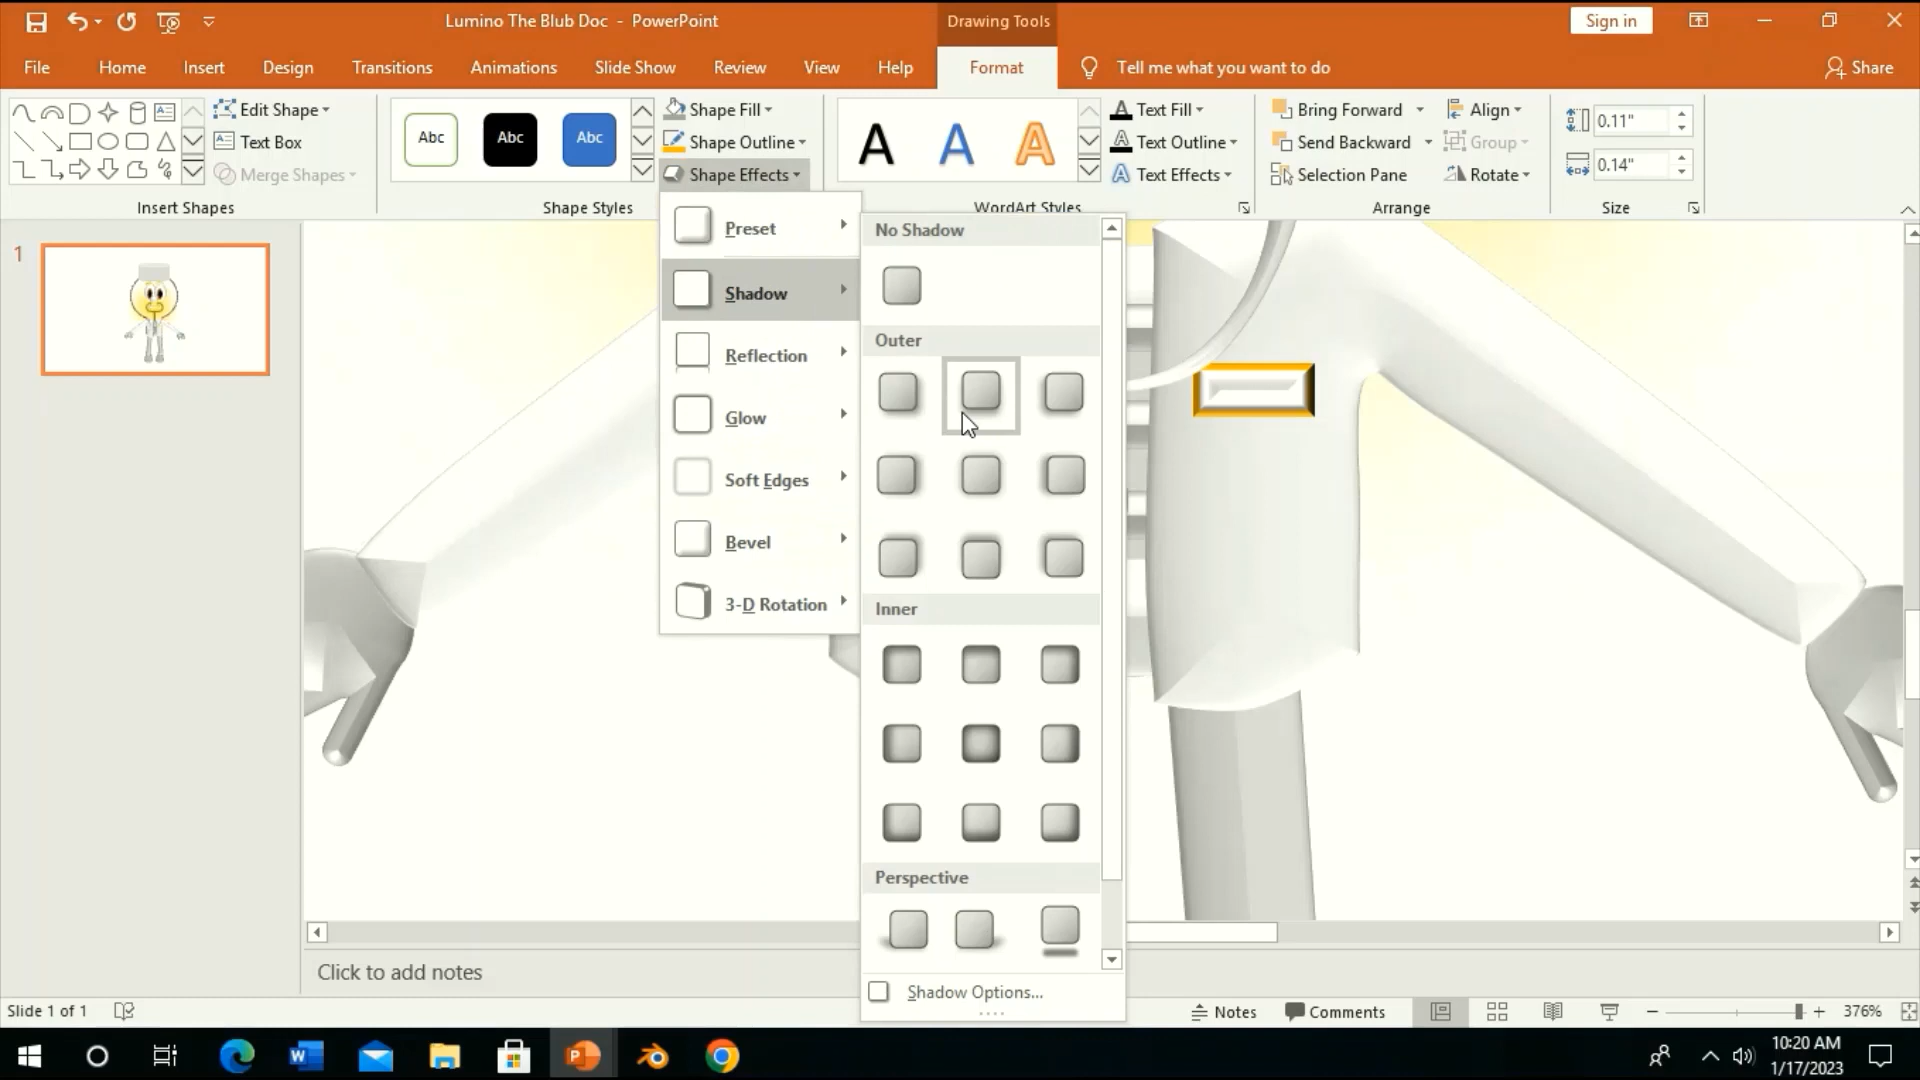 Lumino The Blub Doc - PowerPoint
Drawing Tools
Sign in
File
Home
Insert
Design
Transitions
Animations
Slide Show
Review
View
Help
Format
Tell me what you want to do
Share
Edit Shape
Text Box
Merge Shapes
Insert Shapes
Abc
Abc
Abc
Shape Fill
Shape Outline
Shape Effects
Shape Styles
A
A
A
Text Fill
Text Outline
Text Effects
WordArt Styles
Bring Forward
Send Backward
Selection Pane
Align
Group
Rotate
Arrange
0.11"
0.14"
Size
1
Preset
Shadow
Reflection
Glow
Soft Edges
Bevel
3-D Rotation
No Shadow
Outer
Inner
Perspective
Shadow Options...
Click to add notes
Slide 1 of 1
Notes
Comments
376%
10:20 AM
1/17/2023